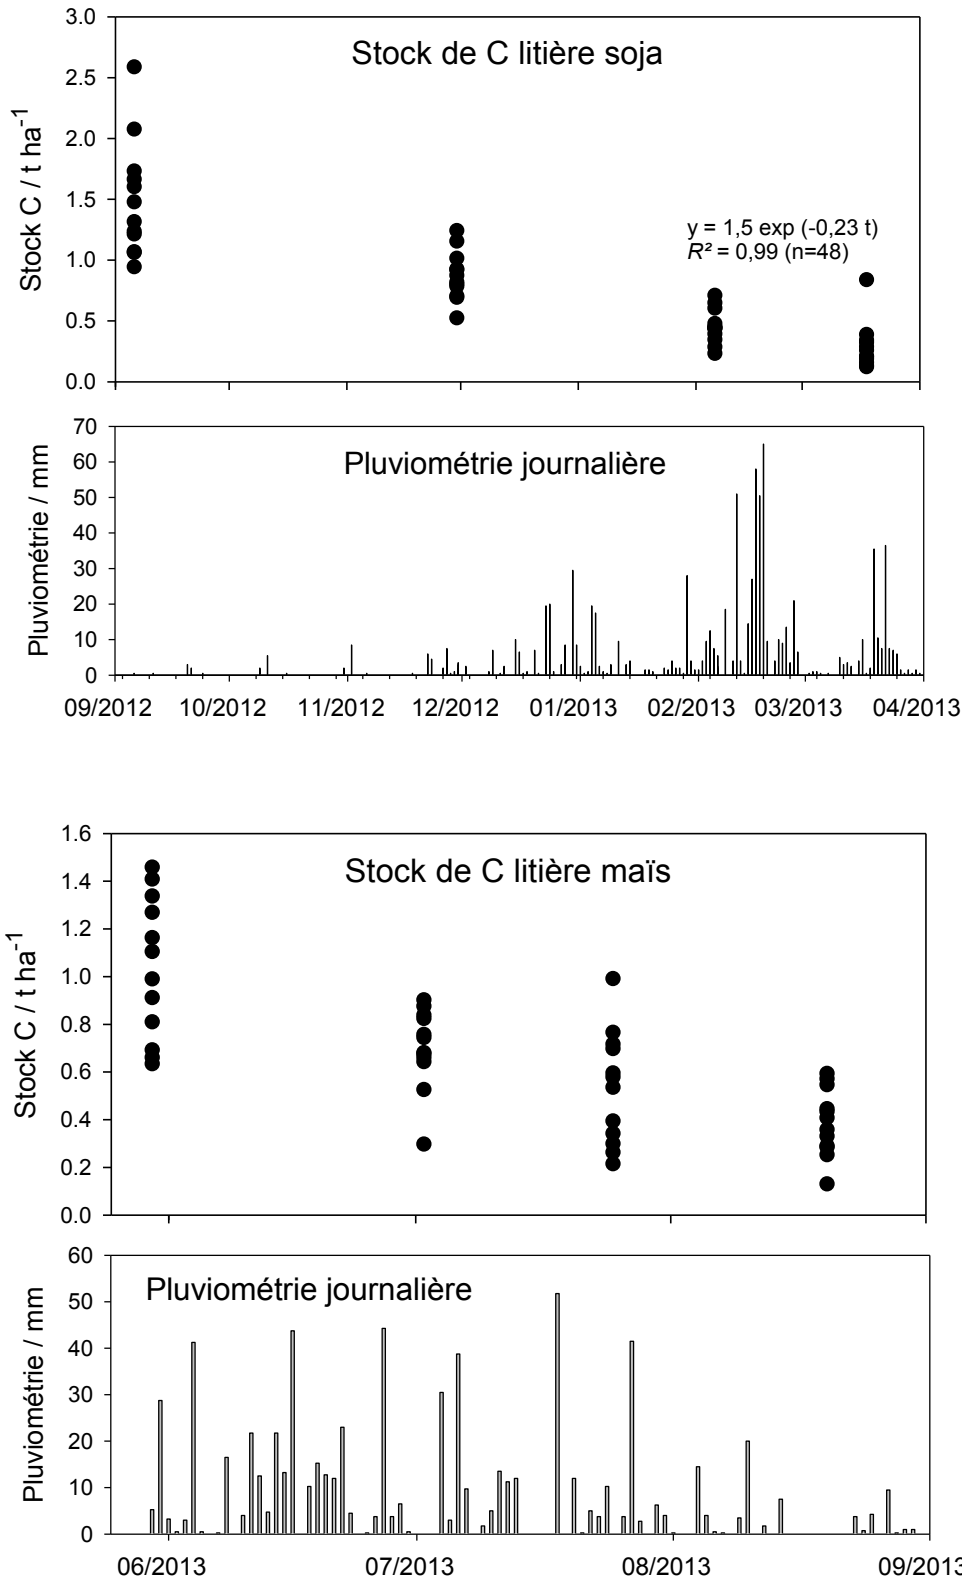 3.0
Stock de C litière soja
2.5
2.0
1.5
1.0
0.5
0.0
Stock C / t ha-1
y = 1,5 exp (-0,23 t)
R² = 0,99 (n=48)
70
Pluviométrie journalière
60
50
40
30
20
10
0
Pluviométrie / mm
09/2012 10/2012 11/2012 12/2012 01/2013 02/2013 03/2013 04/2013
1.6
Stock de C litière maïs
1.4
1.2
1.0
0.8
0.6
0.4
0.2
0.0
Stock C / t ha-1
60
Pluviométrie journalière
50
40
30
20
10
0
Pluviométrie / mm
06/2013 07/2013 08/2013 09/2013